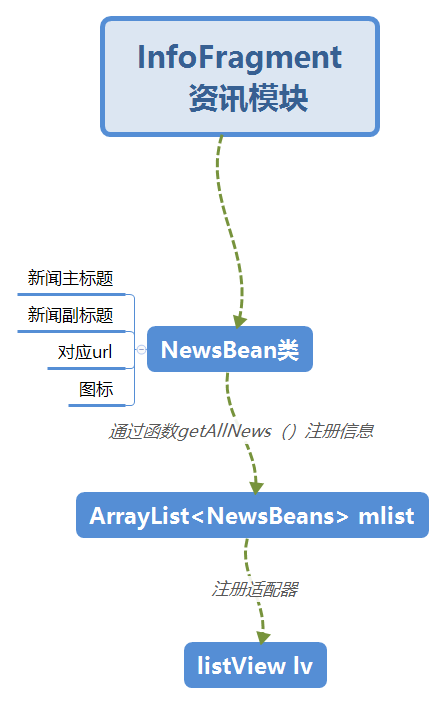 InfoFragment
资讯模块
新闻主标题
新闻副标题
对应url
图标
NewsBean类
通过函数getAllNews（）注册信息
ArrayList<NewsBeans> mlist
注册适配器
listView lv